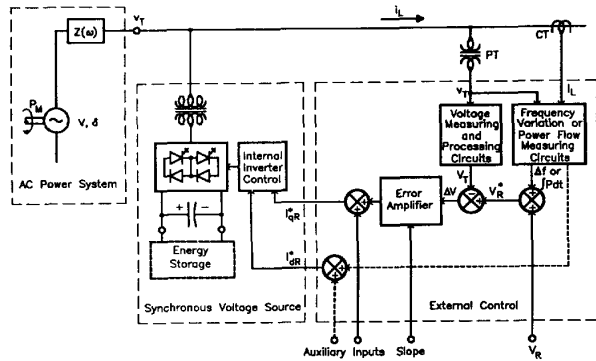 v_T
i_L
Z(ω)
CT
PT
v_T
i_L
P_M
V, δ
AC Power System
Voltage
Measuring
and
Processing
Circuits
Frequency
Variation or
Power Flow
Measuring
Circuits
Internal
Inverter
Control
Δf or
∫Pdt
V_T
V_R*
ΔV
Error
Amplifier
I_qR*
+ −
Energy
Storage
I_dR*
Synchronous Voltage Source
External Control
Auxiliary Inputs
Slope
V_R